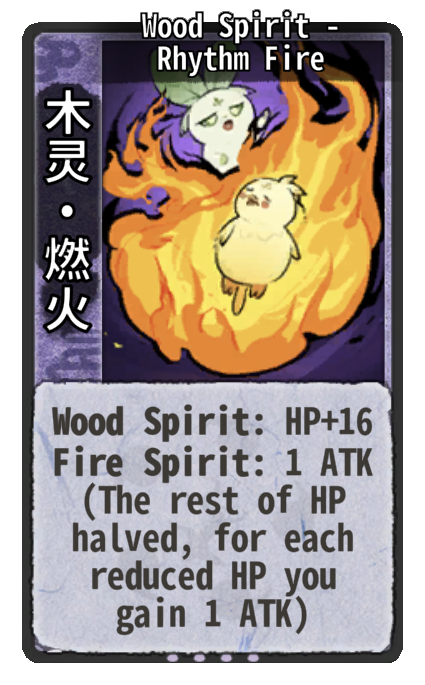 Wood Spirit -
Rhythm Fire
木灵·燃火
Wood Spirit: HP+16
Fire Spirit: 1 ATK
(The rest of HP
halved, for each
reduced HP you
gain 1 ATK)